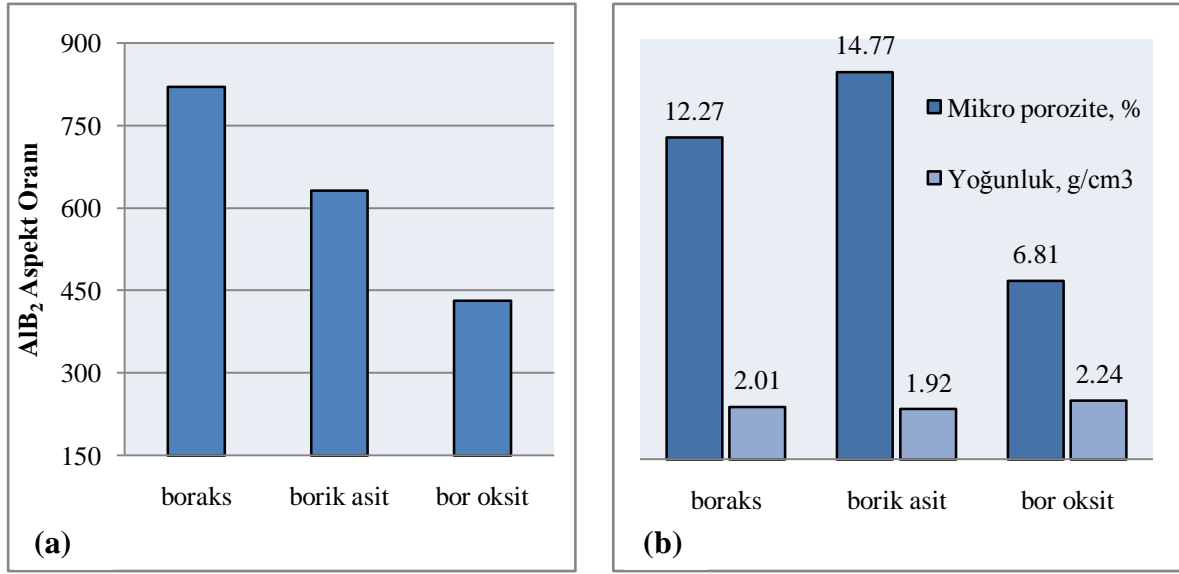 900
750
600
450
300
150
AlB₂ Aspekt Oranı
boraks
borik asit
bor oksit
(a)
14.77
12.27
6.81
2.01
1.92
2.24
Mikro porozite, %
Yoğunluk, g/cm3
boraks
borik asit
bor oksit
(b)